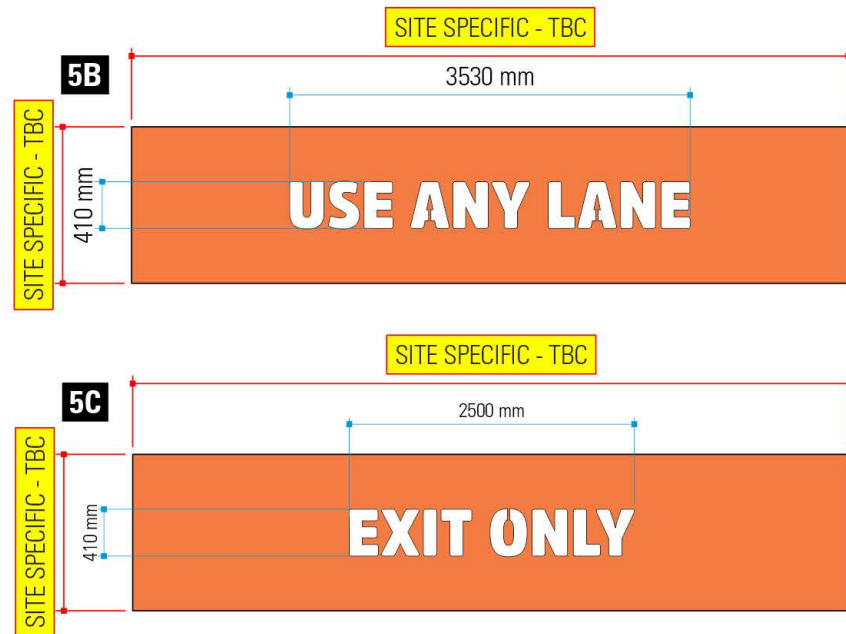 SITE SPECIFIC - TBC
5B
3530 mm
SITE SPECIFIC - TBC
410 mm
USE ANY LANE
SITE SPECIFIC - TBC
5C
2500 mm
SITE SPECIFIC - TBC
410 mm
EXIT ONLY